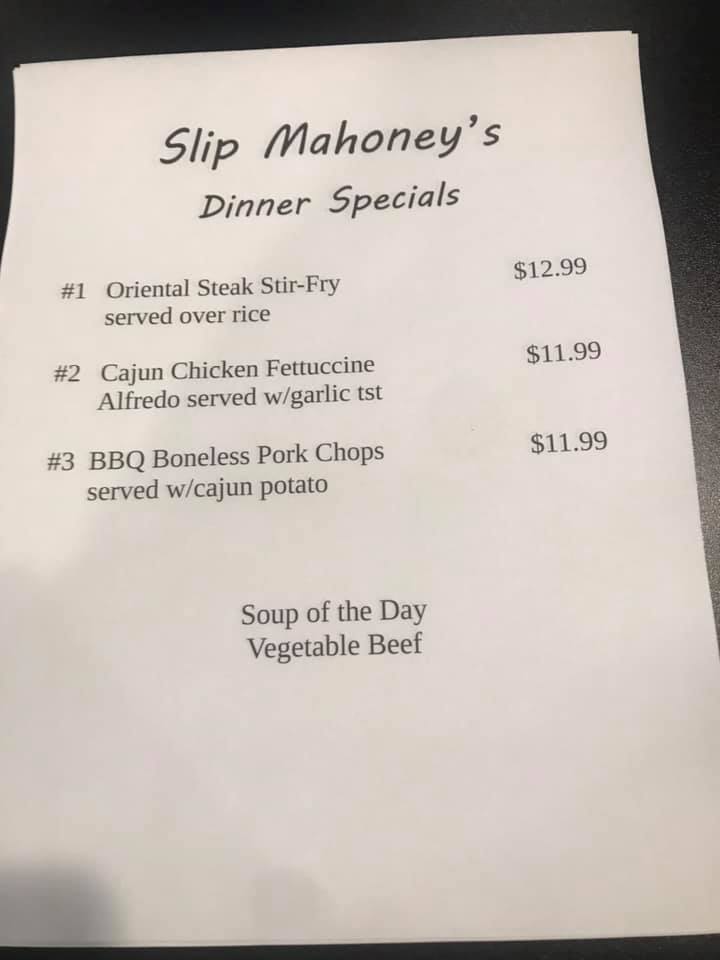 Slip Mahoney's
Dinner Specials
#1 Oriental Steak Stir-Fry $12.99
served over rice
#2 Cajun Chicken Fettuccine $11.99
Alfredo served w/garlic tst
#3 BBQ Boneless Pork Chops $11.99
served w/cajun potato
Soup of the Day
Vegetable Beef